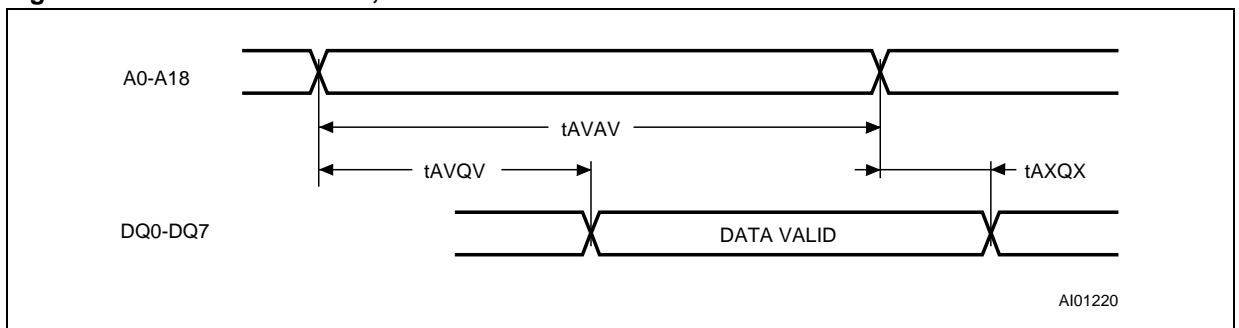 A0-A18
tAVAV
tAVQV
tAXQX
DQ0-DQ7
DATA VALID
AI01220